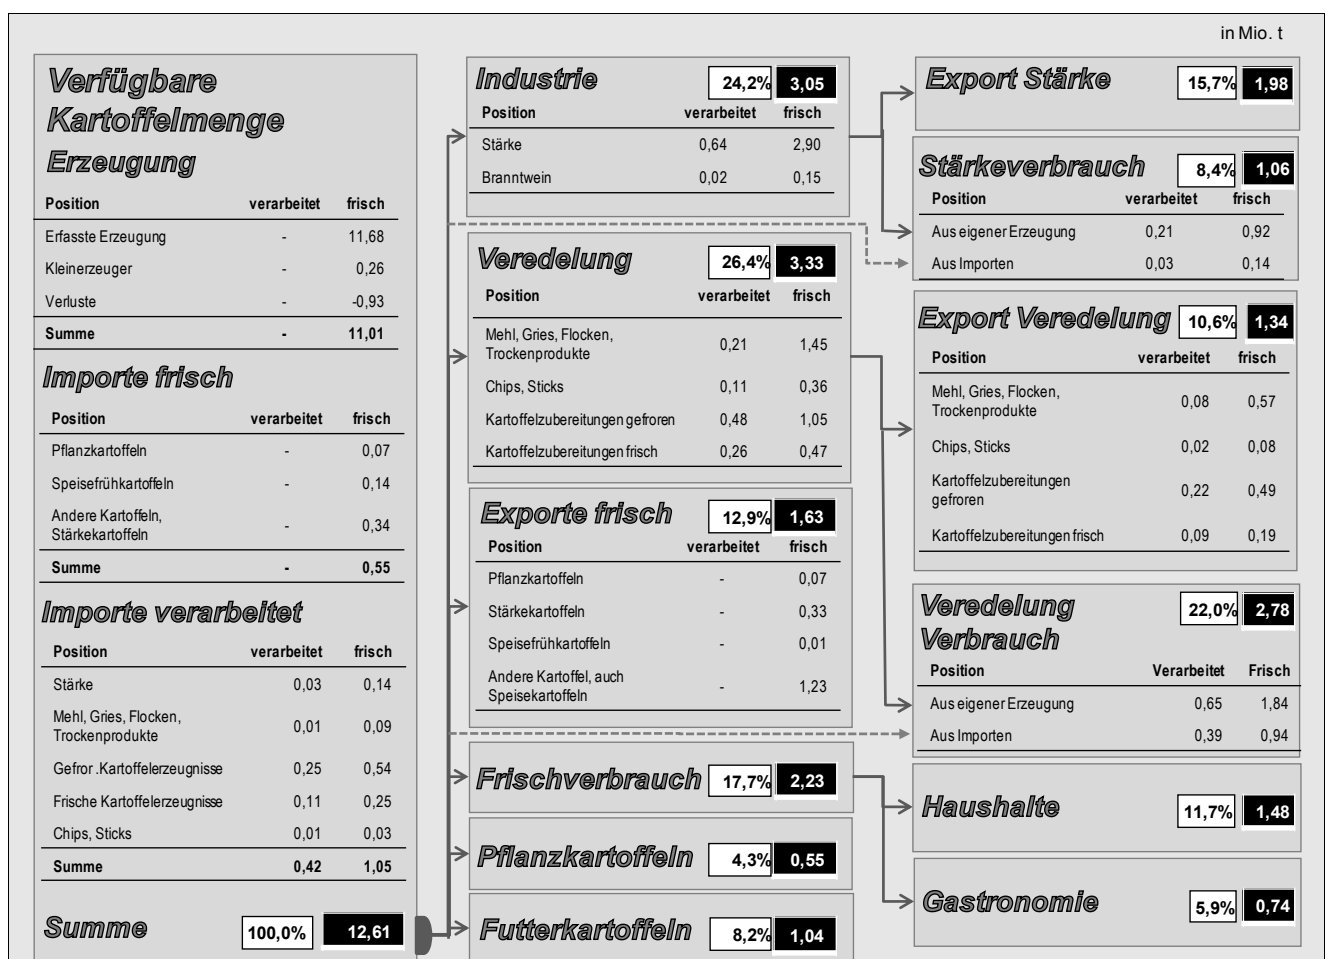 in Mio. t
Verfügbare
Kartoffelmenge
Erzeugung
Position verarbeitet frisch
Erfasste Erzeugung - 11,68
Kleinerzeuger - 0,26
Verluste - -0,93
Summe - 11,01
Importe frisch
Position verarbeitet frisch
Pflanzkartoffeln - 0,07
Speisefrühkartoffeln - 0,14
Andere Kartoffeln,
Stärkekartoffeln - 0,34
Summe - 0,55
Importe verarbeitet
Position verarbeitet frisch
Stärke 0,03 0,14
Mehl, Gries, Flocken,
Trockenprodukte 0,01 0,09
Gefror .Kartoffelerzeugnisse 0,25 0,54
Frische Kartoffelerzeugnisse 0,11 0,25
Chips, Sticks 0,01 0,03
Summe 0,42 1,05
Summe 100,0% 12,61
Industrie 24,2% 3,05
Position verarbeitet frisch
Stärke 0,64 2,90
Branntwein 0,02 0,15
Veredelung 26,4% 3,33
Position verarbeitet frisch
Mehl, Gries, Flocken,
Trockenprodukte 0,21 1,45
Chips, Sticks 0,11 0,36
Kartoffelzubereitungen gefroren 0,48 1,05
Kartoffelzubereitungen frisch 0,26 0,47
Exporte frisch 12,9% 1,63
Position verarbeitet frisch
Pflanzkartoffeln - 0,07
Stärkekartoffeln - 0,33
Speisefrühkartoffeln - 0,01
Andere Kartoffel, auch
Speisekartoffeln - 1,23
Frischverbrauch 17,7% 2,23
Pflanzkartoffeln 4,3% 0,55
Futterkartoffeln 8,2% 1,04
Export Stärke 15,7% 1,98
Stärkeverbrauch 8,4% 1,06
Position verarbeitet frisch
Aus eigener Erzeugung 0,21 0,92
Aus Importen 0,03 0,14
Export Veredelung 10,6% 1,34
Position verarbeitet frisch
Mehl, Gries, Flocken,
Trockenprodukte 0,08 0,57
Chips, Sticks 0,02 0,08
Kartoffelzubereitungen
gefroren 0,22 0,49
Kartoffelzubereitungen frisch 0,09 0,19
Veredelung 22,0% 2,78
Verbrauch
Position Verarbeitet Frisch
Aus eigener Erzeugung 0,65 1,84
Aus Importen 0,39 0,94
Haushalte 11,7% 1,48
Gastronomie 5,9% 0,74